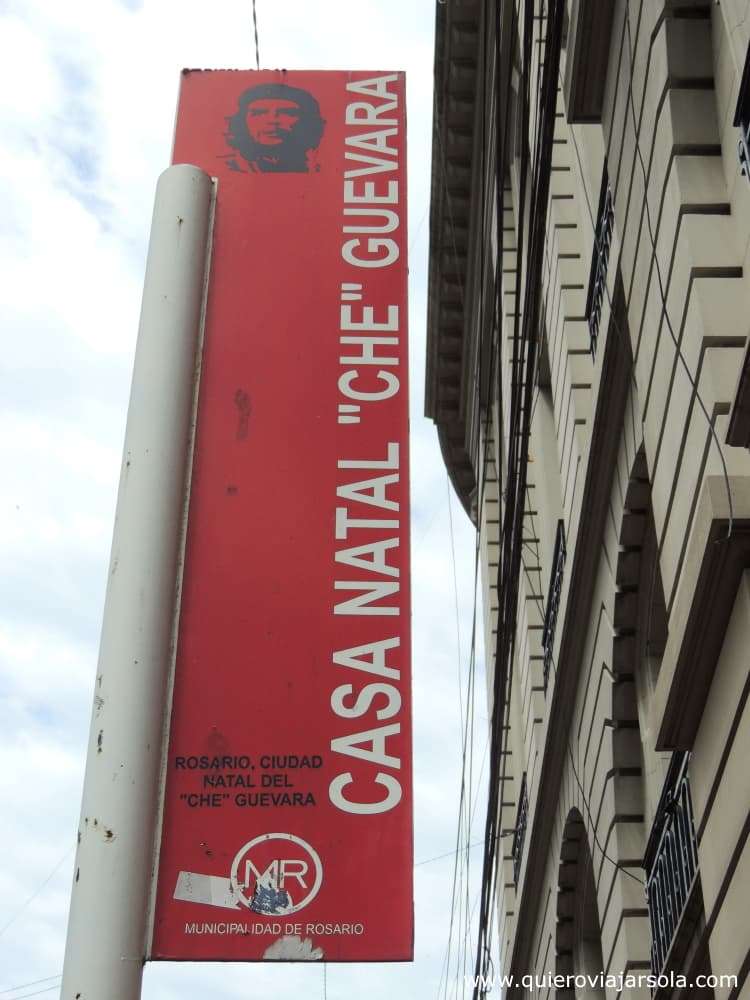 CASA NATAL "CHE" GUEVARA
ROSARIO, CIUDAD
NATAL DEL
"CHE" GUEVARA
MR
MUNICIPALIDAD DE ROSARIO
www.quieroviajarsola.com